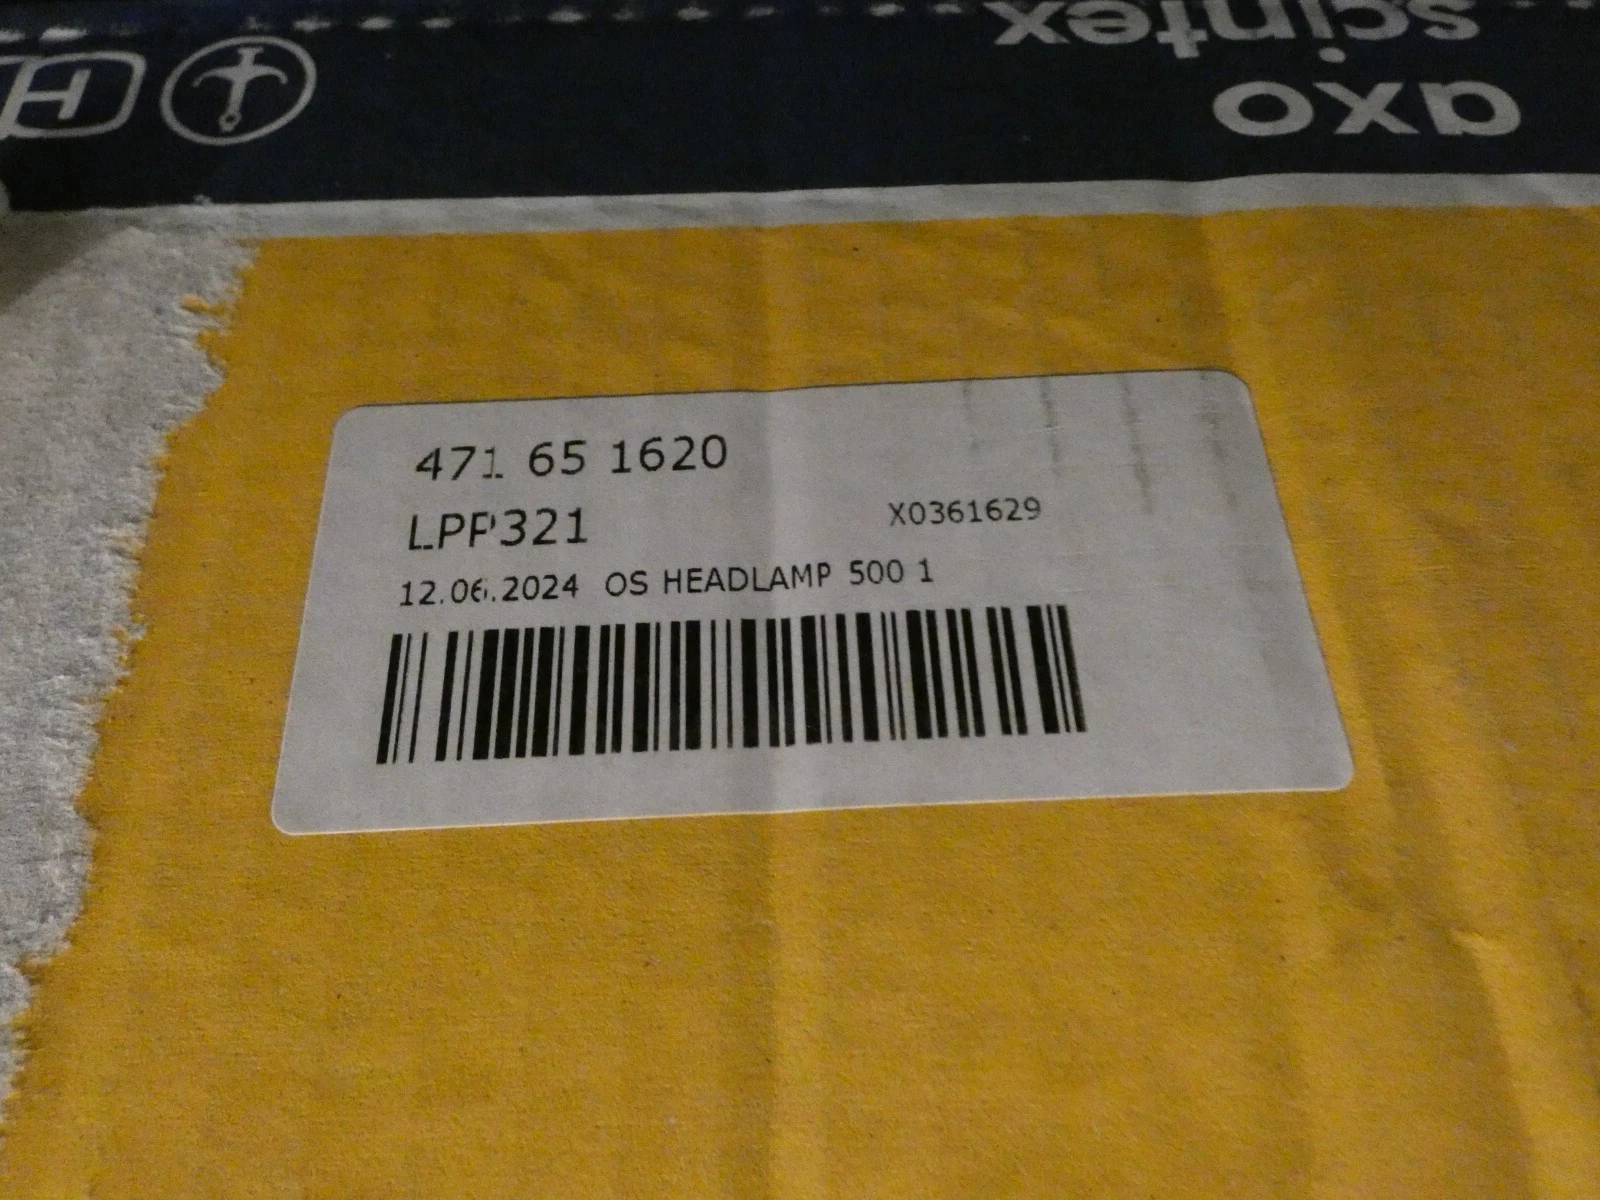 axo
scintex
H
471 65 1620
LPP321
X0361629
12.06.2024 OS HEADLAMP 500 1